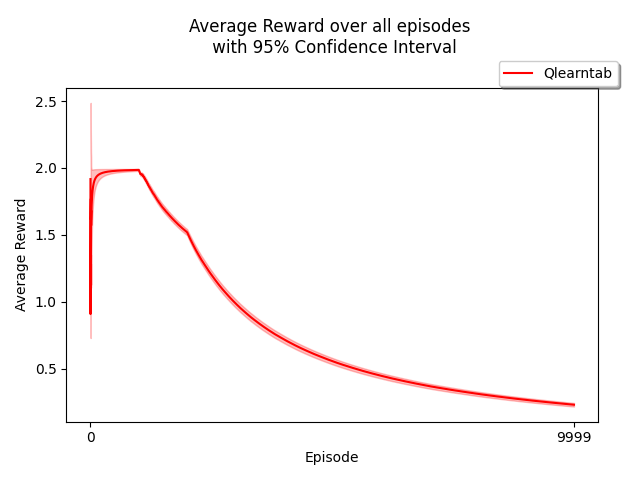 Average Reward over all episodes
with 95% Confidence Interval
Qlearntab
2.5
2.0
1.5
1.0
0.5
Average Reward
0
9999
Episode